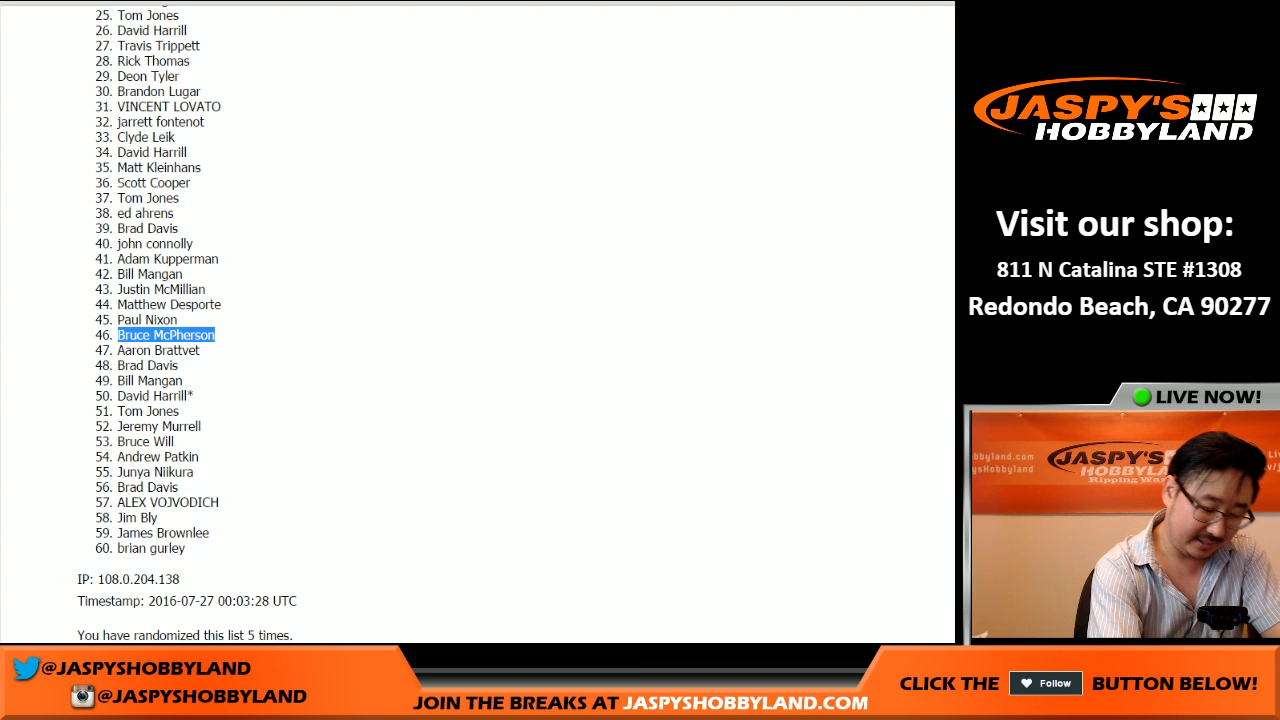 25. Tom Jones
26. David Harrill
27. Travis Trippett
28. Rick Thomas
29. Deon Tyler
30. Brandon Lugar
31. VINCENT LOVATO
32. jarrett fontenot
33. Clyde Leik
34. David Harrill
35. Matt Kleinhans
36. Scott Cooper
37. Tom Jones
38. ed ahrens
39. Brad Davis
40. john connolly
41. Adam Kupperman
42. Bill Mangan
43. Justin McMillian
44. Matthew Desporte
45. Paul Nixon
46. Bruce McPherson
47. Aaron Brattvet
48. Brad Davis
49. Bill Mangan
50. David Harrill*
51. Tom Jones
52. Jeremy Murrell
53. Bruce Will
54. Andrew Patkin
55. Junya Niikura
56. Brad Davis
57. ALEX VOJVODICH
58. Jim Bly
59. James Brownlee
60. brian gurley
IP: 108.0.204.138
Timestamp: 2016-07-27 00:03:28 UTC
You have randomized this list 5 times.
JASPY'S
HOBBYLAND
Visit our shop:
811 N Catalina STE #1308
Redondo Beach, CA 90277
LIVE NOW!
JASPY'S
HOBBYLAND
Ripping Wa
bbyland.com
ysHobbyland
@JASPYSHOBBYLAND
@JASPYSHOBBYLAND
JOIN THE BREAKS AT JASPYSHOBBYLAND.COM
CLICK THE Follow BUTTON BELOW!